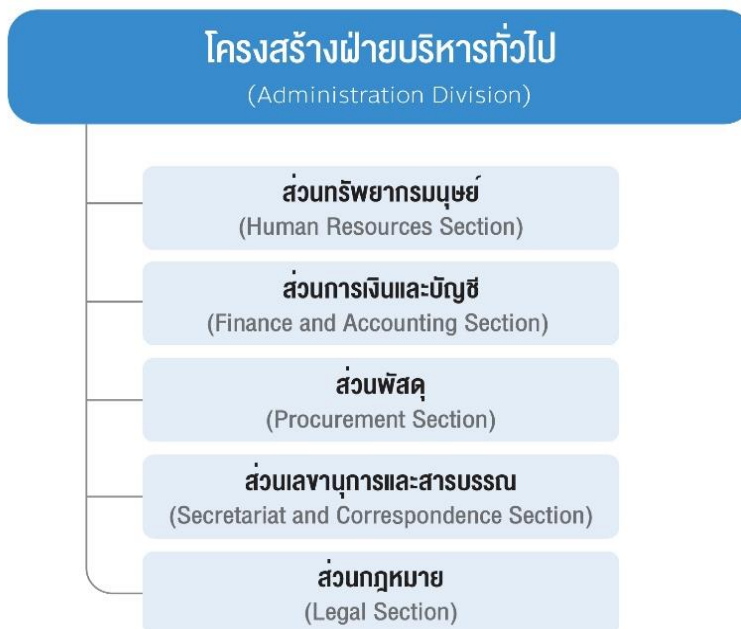 โครงสร้างฝ่ายบริหารทั่วไป
(Administration Division)
ส่วนทรัพยากรมนุษย์
(Human Resources Section)
ส่วนการเงินและบัญชี
(Finance and Accounting Section)
ส่วนพัสดุ
(Procurement Section)
ส่วนเลขานุการและสารบรรณ
(Secretariat and Correspondence Section)
ส่วนกฎหมาย
(Legal Section)